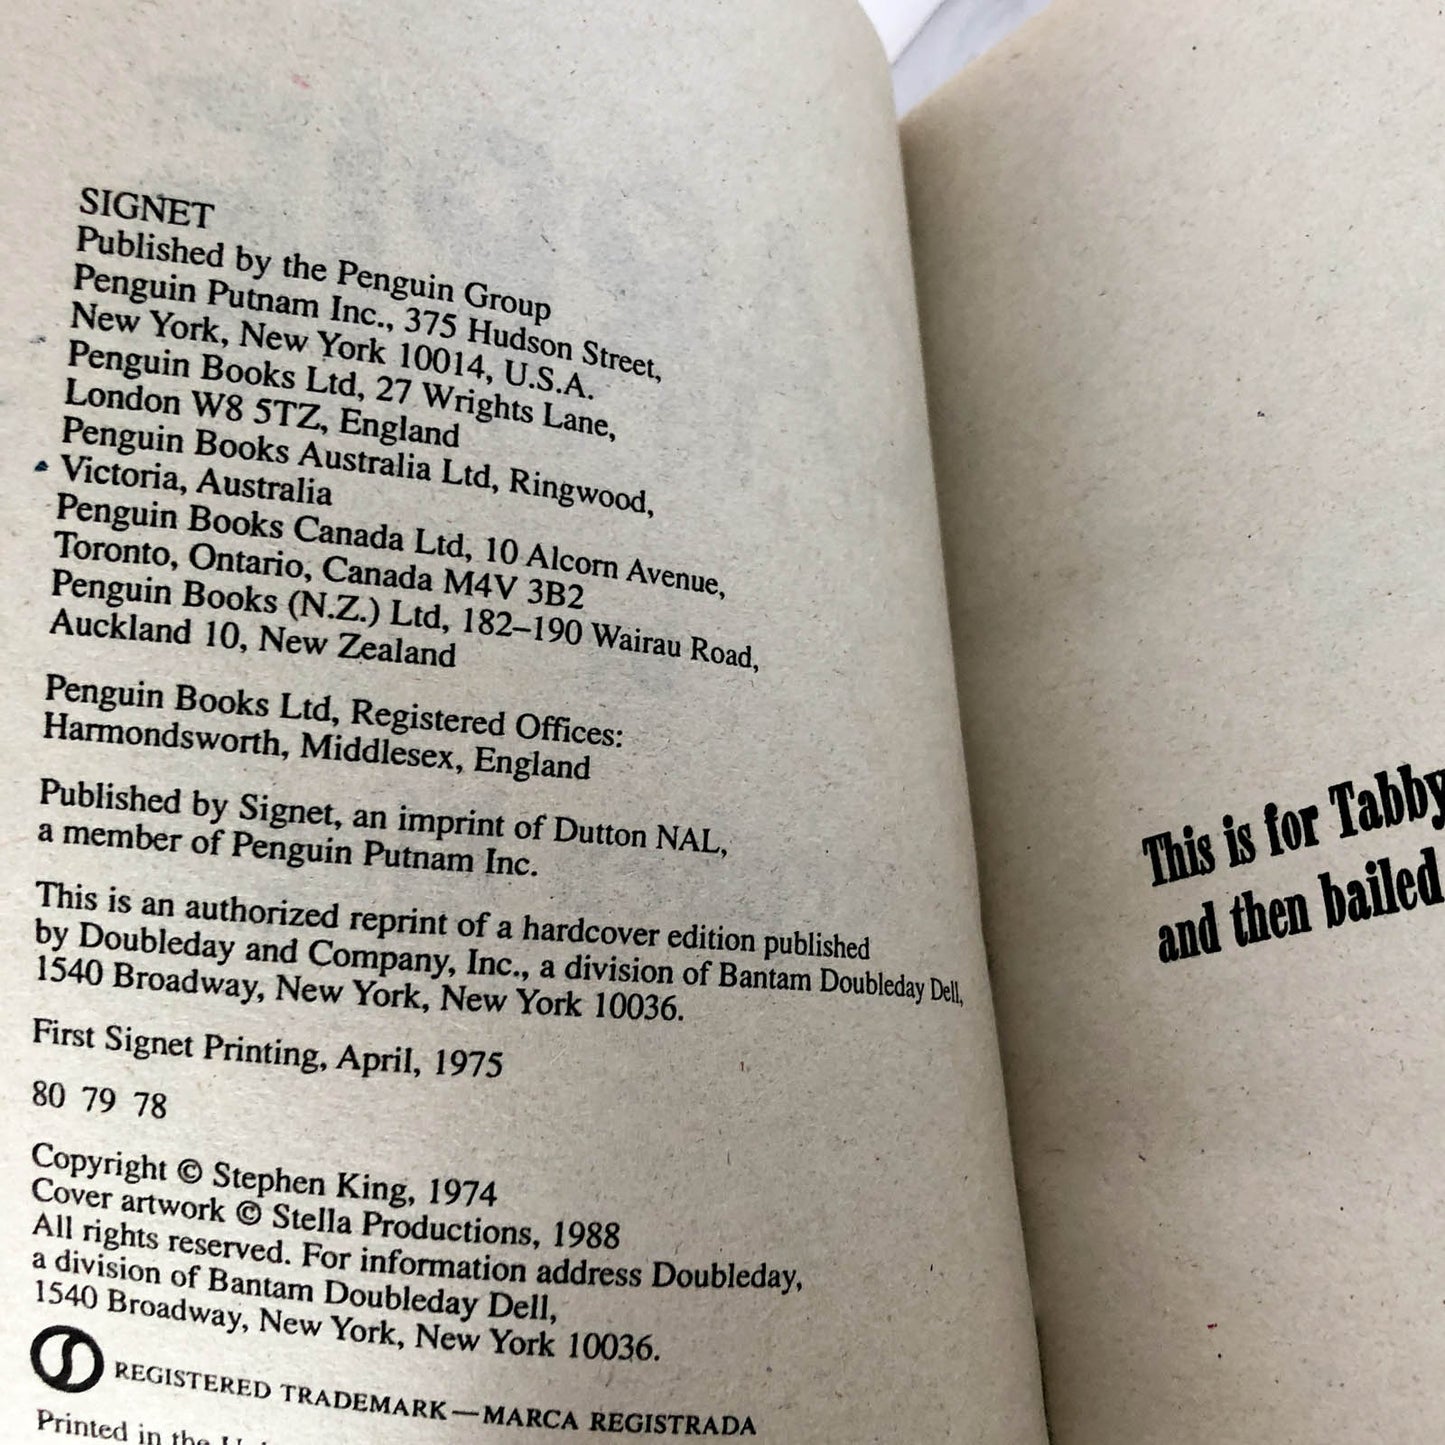 SIGNET
Published by the Penguin Group
Penguin Putnam Inc., 375 Hudson Street,
New York, New York 10014, U.S.A.
Penguin Books Ltd, 27 Wrights Lane,
London W8 5TZ, England
Penguin Books Australia Ltd, Ringwood,
Victoria, Australia
Penguin Books Canada Ltd, 10 Alcorn Avenue,
Toronto, Ontario, Canada M4V 3B2
Penguin Books (N.Z.) Ltd, 182–190 Wairau Road,
Auckland 10, New Zealand
Penguin Books Ltd, Registered Offices:
Harmondsworth, Middlesex, England
Published by Signet, an imprint of Dutton NAL,
a member of Penguin Putnam Inc.
This is an authorized reprint of a hardcover edition published
by Doubleday and Company, Inc., a division of Bantam Doubleday Dell,
1540 Broadway, New York, New York 10036.
First Signet Printing, April, 1975
80 79 78
Copyright © Stephen King, 1974
Cover artwork © Stella Productions, 1988
All rights reserved. For information address Doubleday,
a division of Bantam Doubleday Dell,
1540 Broadway, New York, New York 10036.
REGISTERED TRADEMARK—MARCA REGISTRADA
Printed in the
This is for Tabby
and then bailed